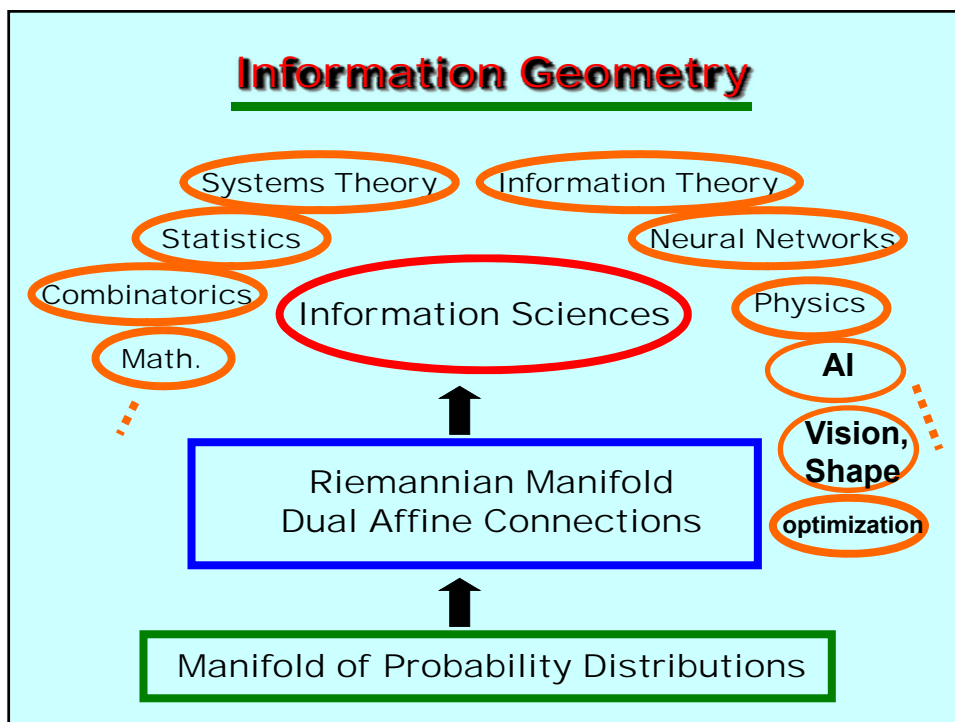 Information Geometry
Systems Theory
Information Theory
Statistics
Neural Networks
Combinatorics
Information Sciences
Physics
Math.
AI
Vision,
Shape
Riemannian Manifold
Dual Affine Connections
optimization
Manifold of Probability Distributions